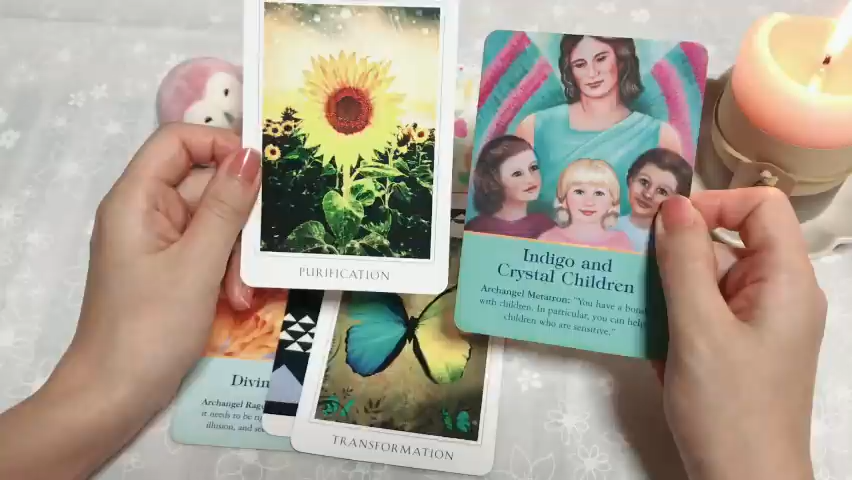 PURIFICATION
Indigo and
Crystal Children
Archangel Metatron: "You have a bond
with children. In particular, you can help
children who are sensitive."
Divin
Archangel Rag
it needs to be
illusion, and
TRANSFORMATION